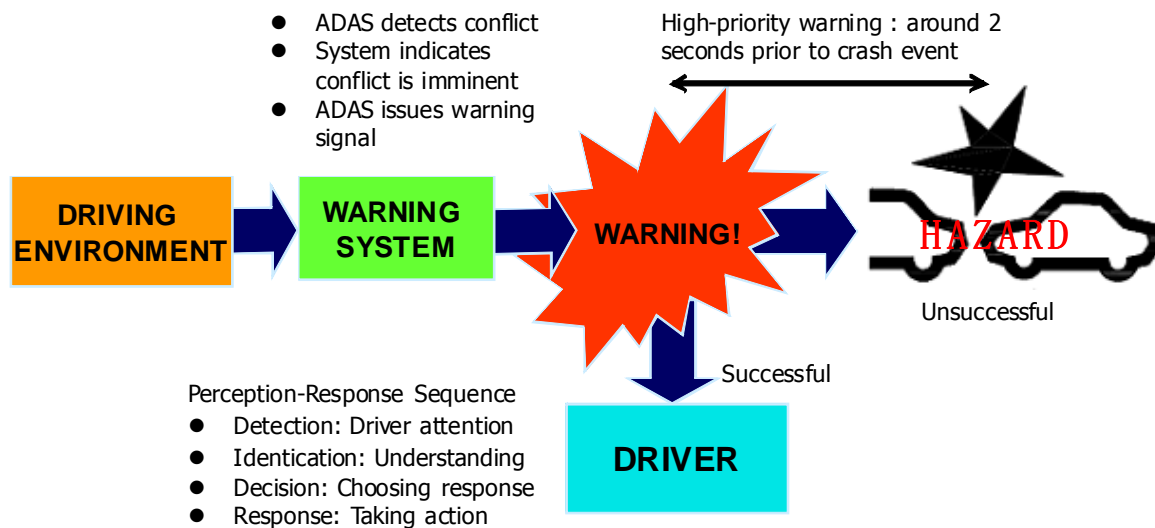 ● ADAS detects conflict
● System indicates
conflict is imminent
● ADAS issues warning
signal
High-priority warning : around 2
seconds prior to crash event
DRIVING
ENVIRONMENT
WARNING
SYSTEM
WARNING!
HAZARD
Unsuccessful
Successful
Perception-Response Sequence
● Detection: Driver attention
● Identication: Understanding
● Decision: Choosing response
● Response: Taking action
DRIVER